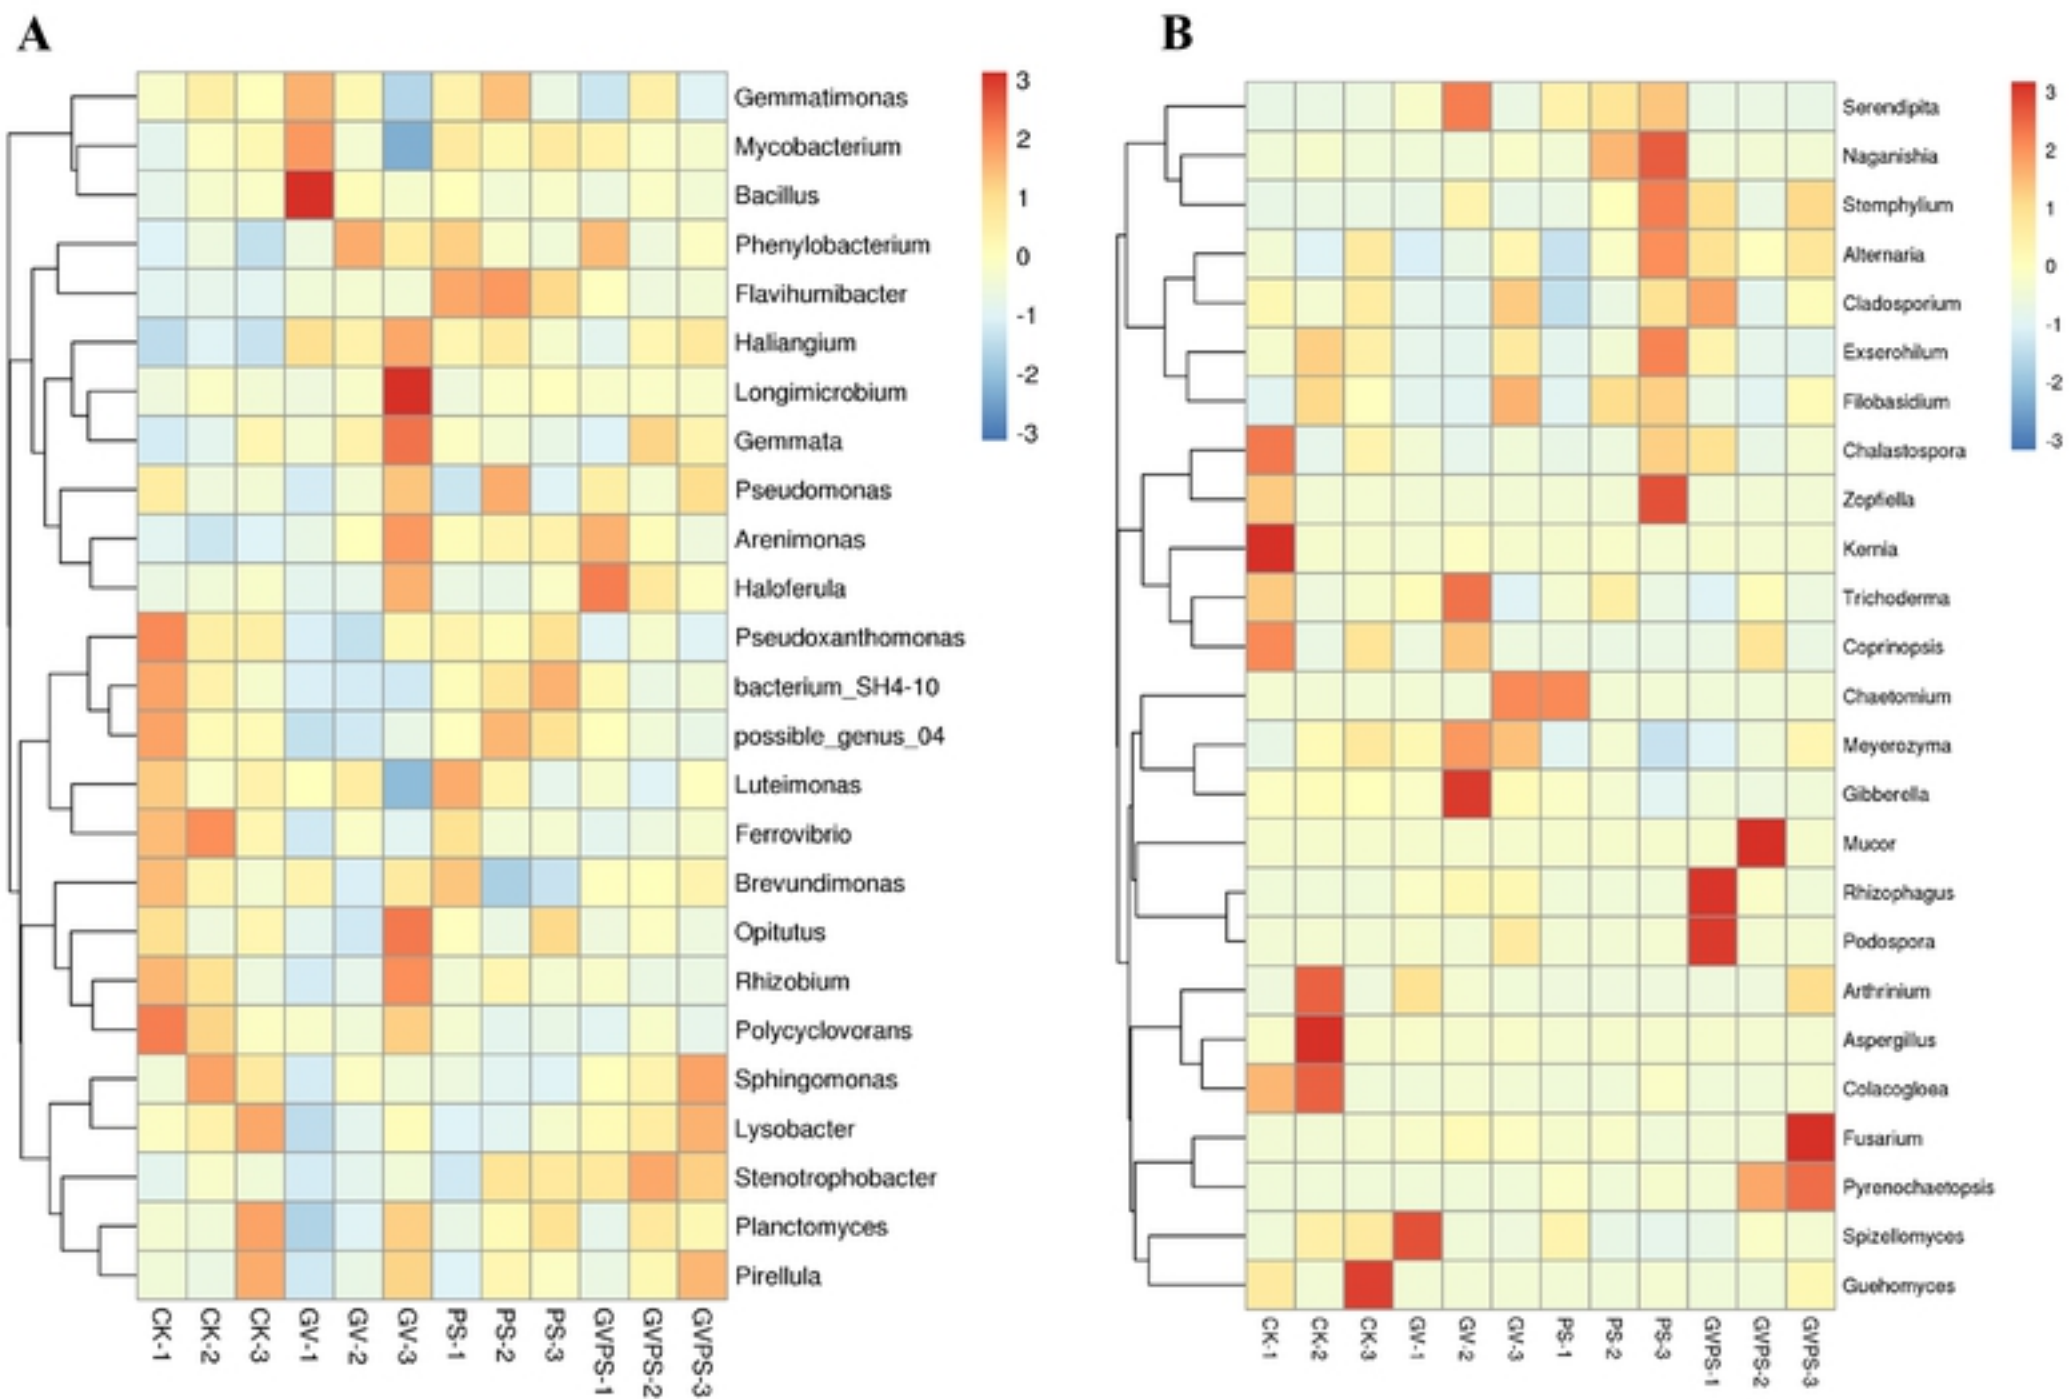 A
Gemmatimonas
Mycobacterium
Bacillus
Phenylobacterium
Flavihumibacter
Haliangium
Longimicrobium
Gemmata
Pseudomonas
Arenimonas
Haloferula
Pseudoxanthomonas
bacterium_SH4-10
possible_genus_04
Luteimonas
Ferrovibrio
Brevundimonas
Opitutus
Rhizobium
Polycyclovorans
Sphingomonas
Lysobacter
Stenotrophobacter
Planctomyces
Pirellula
CK-1 CK-2 CK-3 GV-1 GV-2 GV-3 PS-1 PS-2 PS-3 GVPS-1 GVPS-2 GVPS-3
3
2
1
0
-1
-2
-3
B
Serendipita
Naganishia
Stemphylium
Alternaria
Cladosporium
Exserohilum
Filobasidium
Chalastospora
Zopfiella
Kernia
Trichoderma
Coprinopsis
Chaetomium
Meyerozyma
Gibberella
Mucor
Rhizophagus
Podospora
Arthrinium
Aspergillus
Colacogloea
Fusarium
Pyrenochaetopsis
Spizellomyces
Guehomyces
CK-1 CK-2 CK-3 GV-1 GV-2 GV-3 PS-1 PS-2 PS-3 GVPS-1 GVPS-2 GVPS-3
3
2
1
0
-1
-2
-3